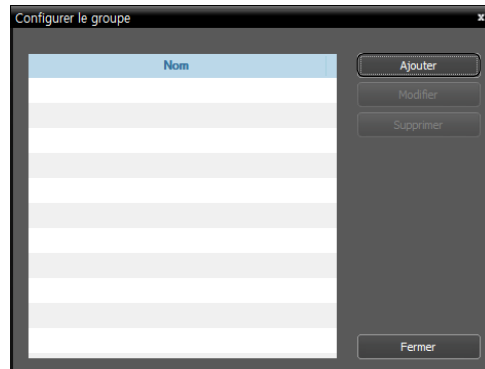 Configurer le groupe x
Nom
Ajouter
Modifier
Supprimer
Fermer